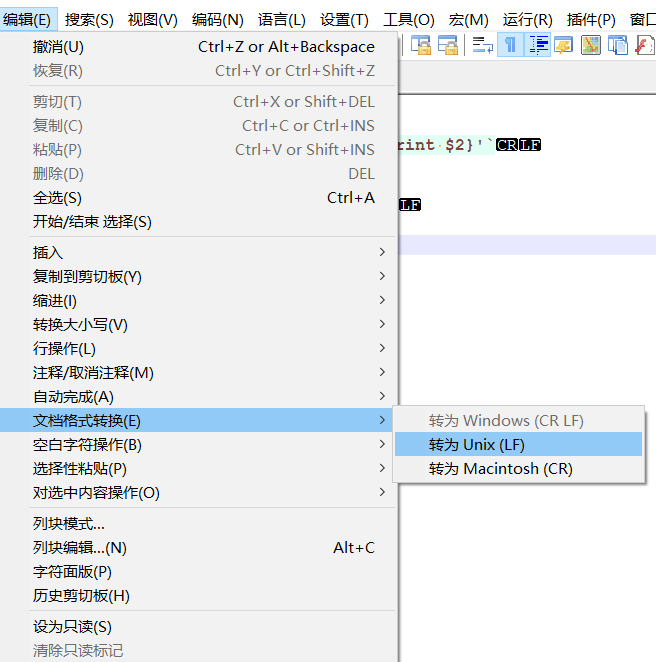 编辑(E) 搜索(S) 视图(V) 编码(N) 语言(L) 设置(T) 工具(O) 宏(M) 运行(R) 插件(P) 窗口
撤消(U) Ctrl+Z or Alt+Backspace
恢复(R) Ctrl+Y or Ctrl+Shift+Z
剪切(T) Ctrl+X or Shift+DEL
复制(C) Ctrl+C or Ctrl+INS
rint $2}'`CRLF
粘贴(P) Ctrl+V or Shift+INS
删除(D) DEL
全选(S) Ctrl+A
LF
开始/结束 选择(S)
插入
复制到剪切板(Y)
缩进(I)
转换大小写(V)
行操作(L)
注释/取消注释(M)
自动完成(A)
文档格式转换(E)
转为 Windows (CR LF)
转为 Unix (LF)
转为 Macintosh (CR)
空白字符操作(B)
选择性粘贴(P)
对选中内容操作(O)
列块模式...
列块编辑...(N) Alt+C
字符面版(P)
历史剪切板(H)
设为只读(S)
清除只读标记